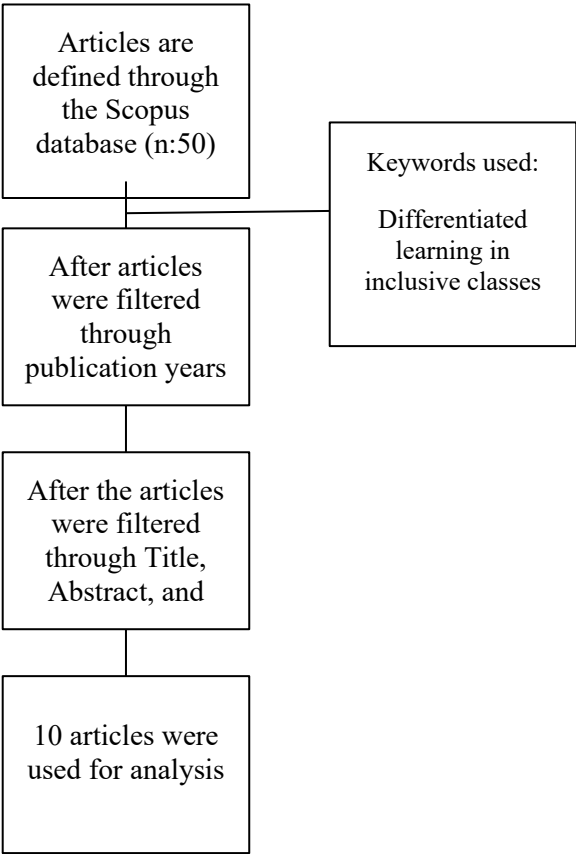 Articles are
defined through
the Scopus
database (n:50)
Keywords used:
Differentiated
learning in
inclusive classes
After articles
were filtered
through
publication years
After the articles
were filtered
through Title,
Abstract, and
10 articles were
used for analysis